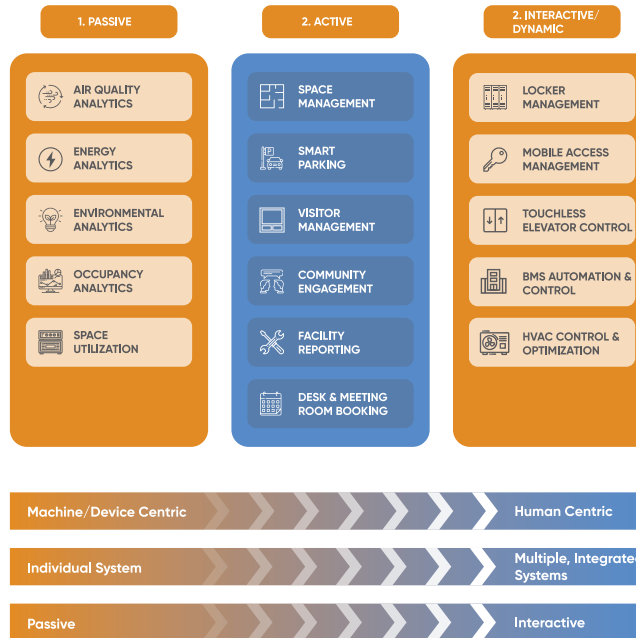 1. PASSIVE
2. ACTIVE
2. INTERACTIVE/
DYNAMIC
AIR QUALITY
ANALYTICS
ENERGY
ANALYTICS
ENVIRONMENTAL
ANALYTICS
OCCUPANCY
ANALYTICS
SPACE
UTILIZATION
SPACE
MANAGEMENT
SMART
PARKING
VISITOR
MANAGEMENT
COMMUNITY
ENGAGEMENT
FACILITY
REPORTING
DESK & MEETING
ROOM BOOKING
LOCKER
MANAGEMENT
MOBILE ACCESS
MANAGEMENT
TOUCHLESS
ELEVATOR CONTROL
BMS AUTOMATION &
CONTROL
HVAC CONTROL &
OPTIMIZATION
Machine/Device Centric
Human Centric
Individual System
Multiple, Integrated
Systems
Passive
Interactive